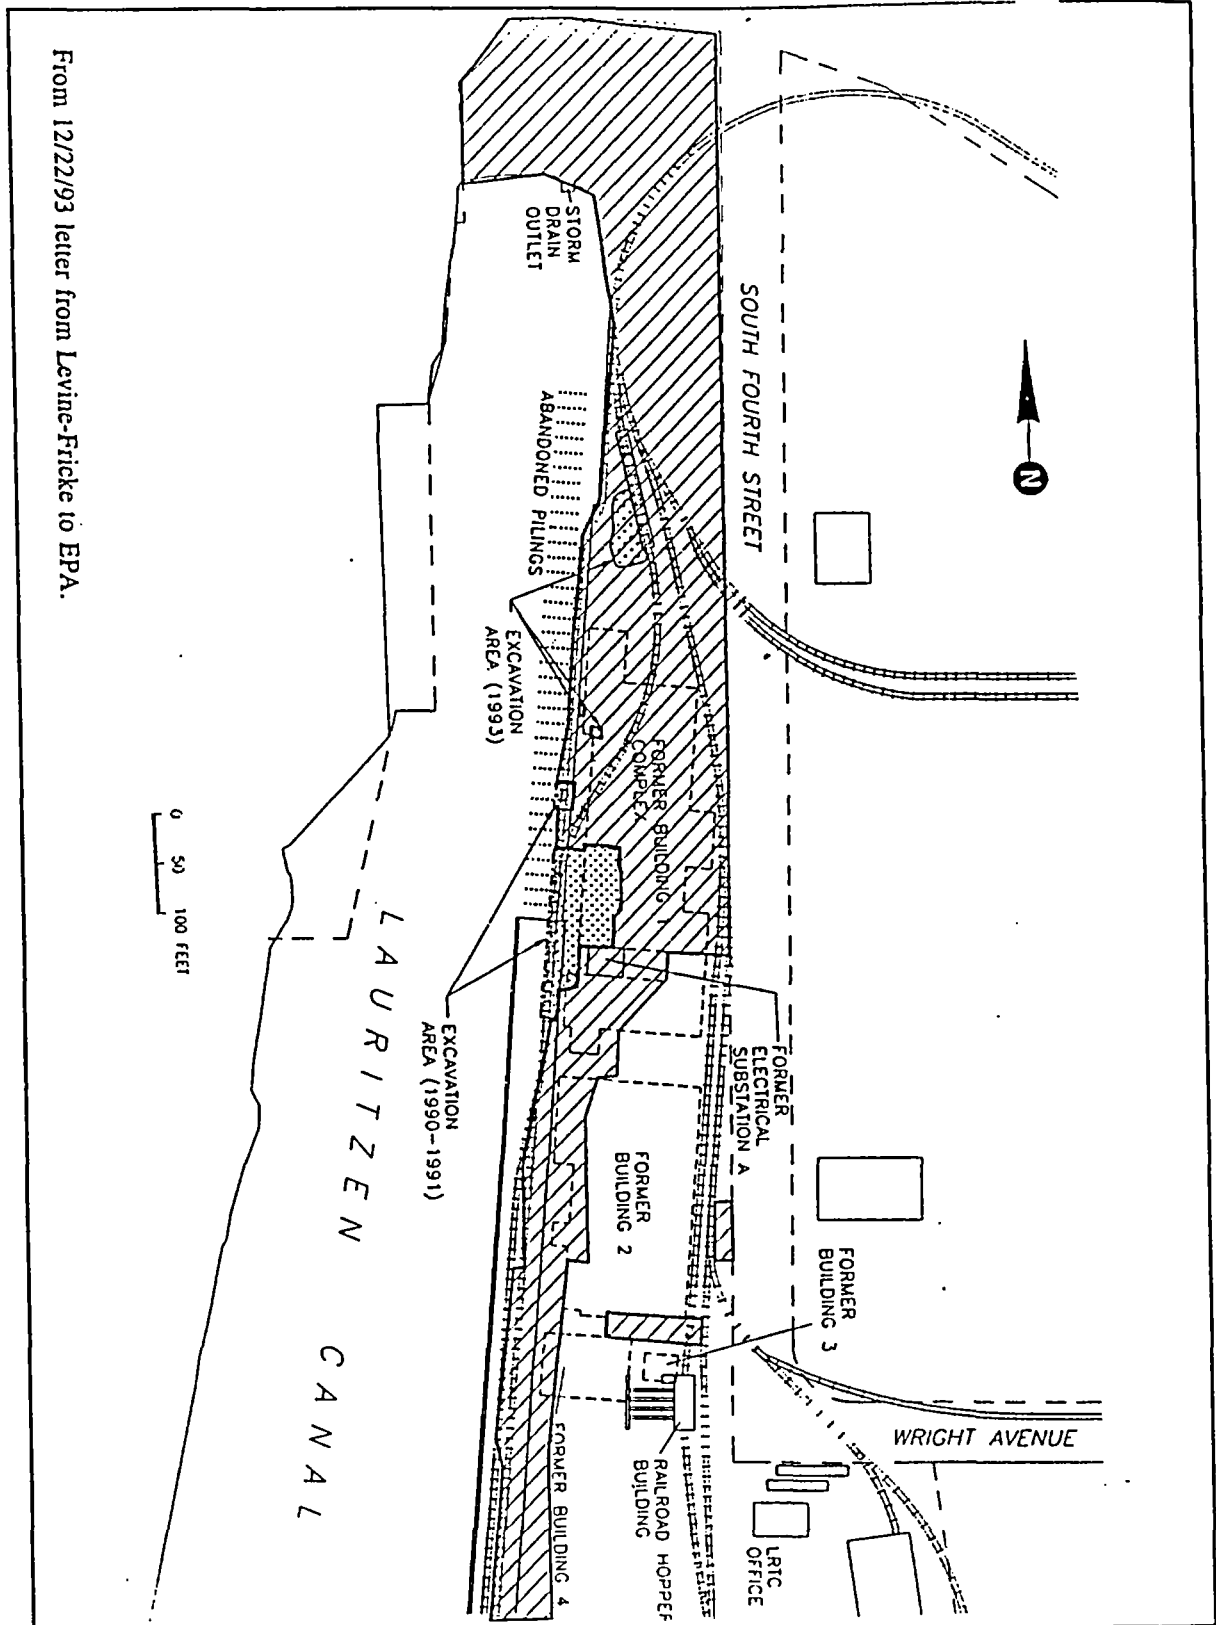 From 12/22/93 letter from Levine-Fricke to EPA.
STORM
DRAIN
OUTLET
SOUTH FOURTH STREET
N
ABANDONED PILINGS
EXCAVATION
AREA (1993)
FORMER BUILDING 1
COMPLEX
0 50 100 FEET
LAURITZEN CANAL
EXCAVATION
AREA (1990-1991)
FORMER
ELECTRICAL
SUBSTATION A
FORMER
BUILDING 2
FORMER
BUILDING 3
WRIGHT AVENUE
FORMER BUILDING 4
RAILROAD HOPPER
BUILDING
LRTC
OFFICE